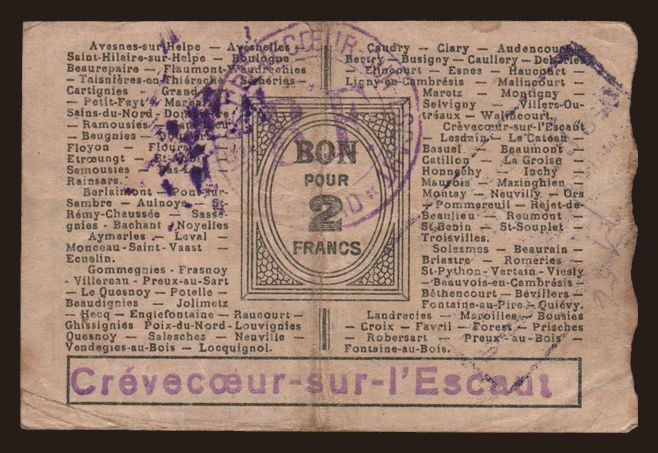 Avesnes-sur-Helpe — Avesnelles
Saint-Hilaire-sur-Helpe — Boulogne
Beaurepaire — Flaumont-Waudrechies
— Taisnières-en-Thiérache —
Cartignies — Grand
— Petit-Fayt —
Sains-du-Nord
— Ramousies
— Beugnies —
Floyon — Floursies
Etrœungt —
Semousies
Rainsars.
Berlaimont — Pont-sur-
Sambre — Aulnoye — St-
Rémy-Chaussée — Sasse-
gnies - Bachant - Noyelles
Aymeries — Leval —
Monceau-Saint-Vaast —
Ecuelin.
Gommegnies - Frasnoy
- Villereau - Preux-au-Sart
— Le Quesnoy — Potelle —
Beaudignies — Jolimetz
— Hecq — Englefontaine — Raucourt —
Ghissignies Poix-du-Nord - Louvignies
Quesnoy — Salesches — Neuville —
Vendegies-au-Bois — Locquignol.
BON
POUR
2
FRANCS
Caudry — Clary — Audencourt
Bertry — Busigny — Caullery —
— Elincourt — Esnes — Haucourt —
Ligny-en-Cambrésis — Malincourt
Maretz — Montigny
Selvigny — Villers-Ou-
tréaux — Walincourt.
Crèvecœur-sur-l'Escaut
Lesdain — Le Cateau —
Basuel — Beaumont —
Catillon — La Groise
Honnechy — Inchy —
Maurois — Mazinghien
Montay — Neuvilly — Ors
— Pommereuil — Rejet-de-
Beaulieu — Reumont —
St-Benin — St-Souplet —
Troisvilles.
Solesmes — Beaurain —
Briastre — Romeries —
St-Python - Vertain - Viesly
— Beauvois-en-Cambrésis —
Béthencourt — Bévillers —
Fontaine-au-Pire — Quiévy.
Landrecies — Maroilles — Bousies
— Croix — Favril — Forest — Prisches
— Robersart — Preux-au-Bois —
Fontaine-au-Bois.
Crévecœur-sur-l'Escaut